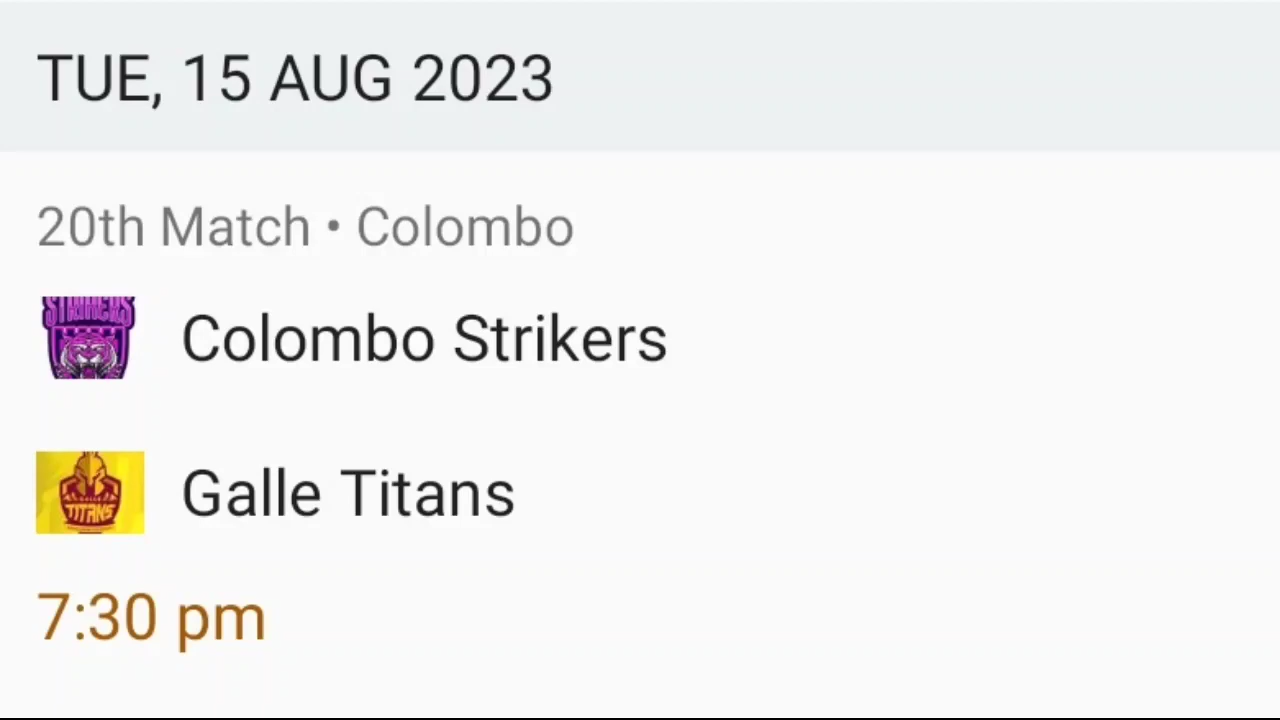 TUE, 15 AUG 2023
20th Match • Colombo
STRIKERS
Colombo Strikers
TITANS
Galle Titans
7:30 pm